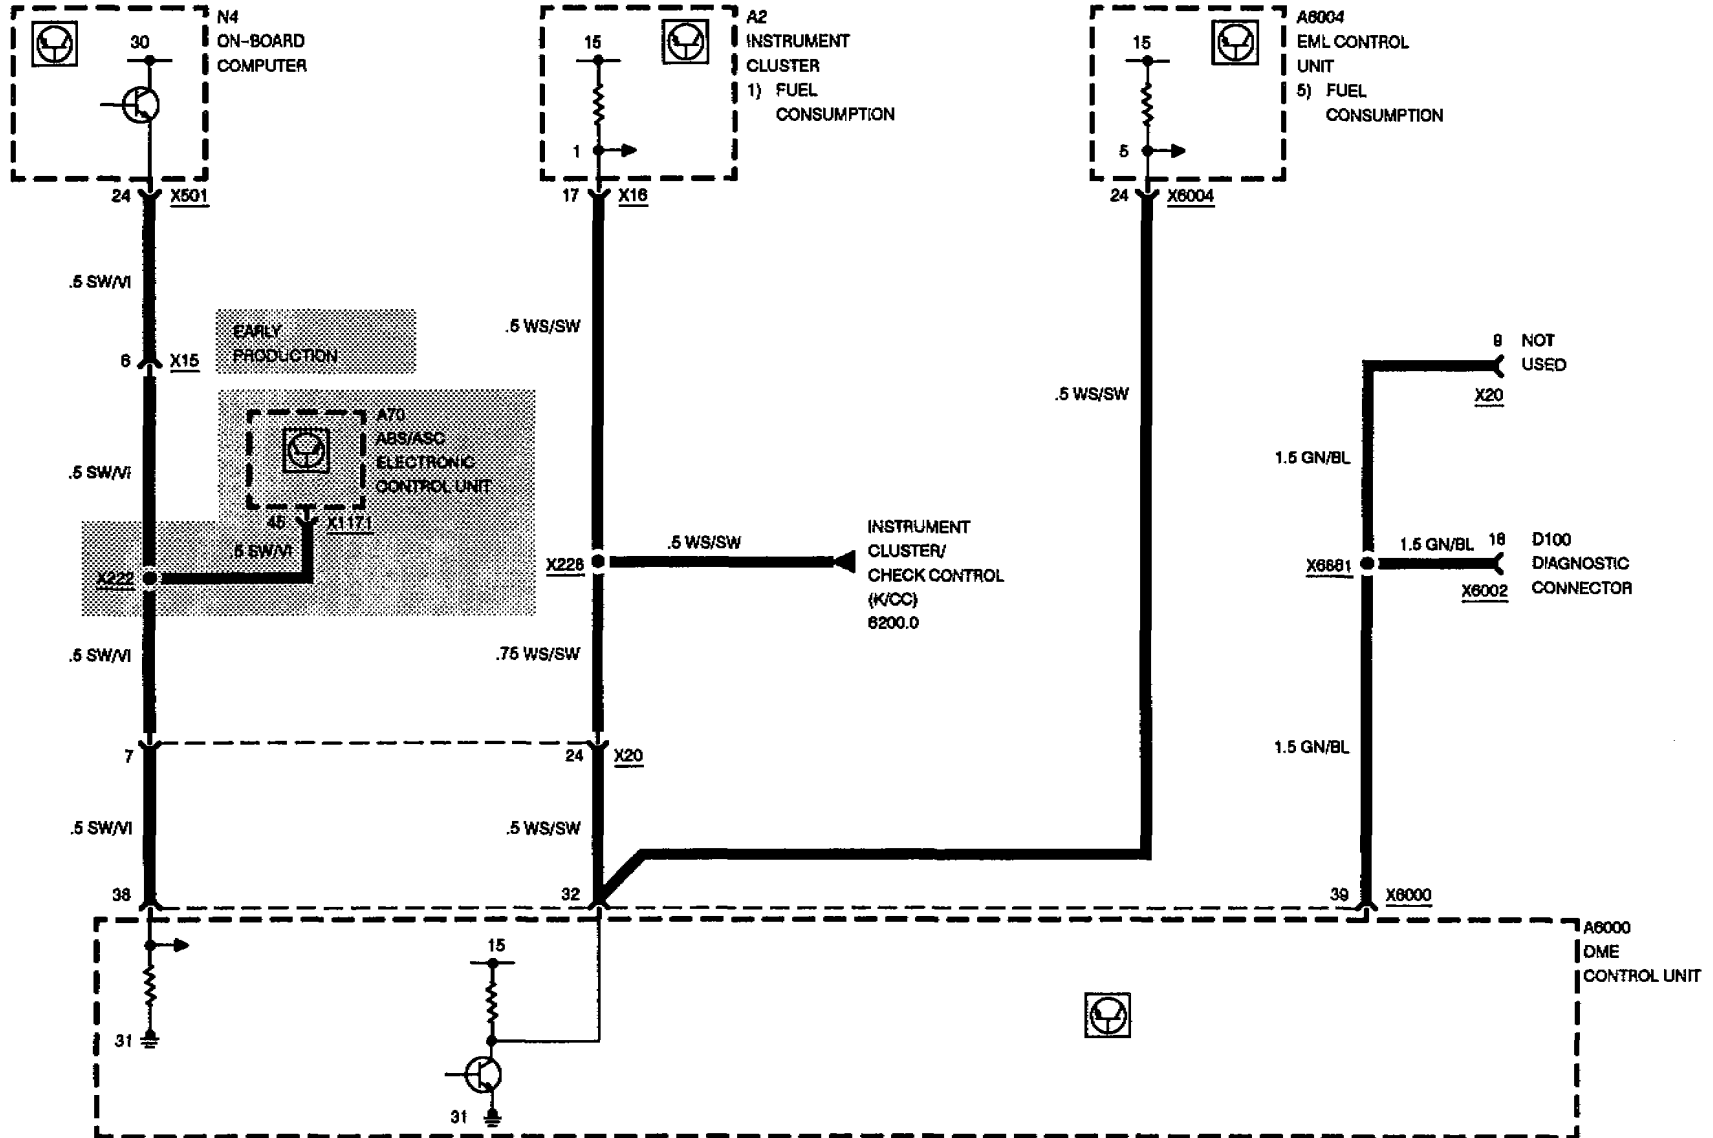 N4
ON-BOARD
COMPUTER
30
A2
INSTRUMENT
CLUSTER
1) FUEL
CONSUMPTION
15
1
A6004
EML CONTROL
UNIT
5) FUEL
CONSUMPTION
15
5
24 X501
17 X16
24 X6004
.5 SW/VI
.5 WS/SW
EARLY
PRODUCTION
6 X15
9 NOT
USED
X20
.5 WS/SW
A70
ABS/ASC
ELECTRONIC
CONTROL UNIT
.5 SW/VI
1.5 GN/BL
45 X1171
.5 SW/VI
X222
X228
.5 WS/SW
INSTRUMENT
CLUSTER/
CHECK CONTROL
(K/CC)
6200.0
X6881
1.5 GN/BL
18 D100
DIAGNOSTIC
CONNECTOR
X6002
.5 SW/VI
.75 WS/SW
7
24 X20
1.5 GN/BL
.5 SW/VI
.5 WS/SW
38
32
39 X6000
A6000
DME
CONTROL UNIT
15
31
31